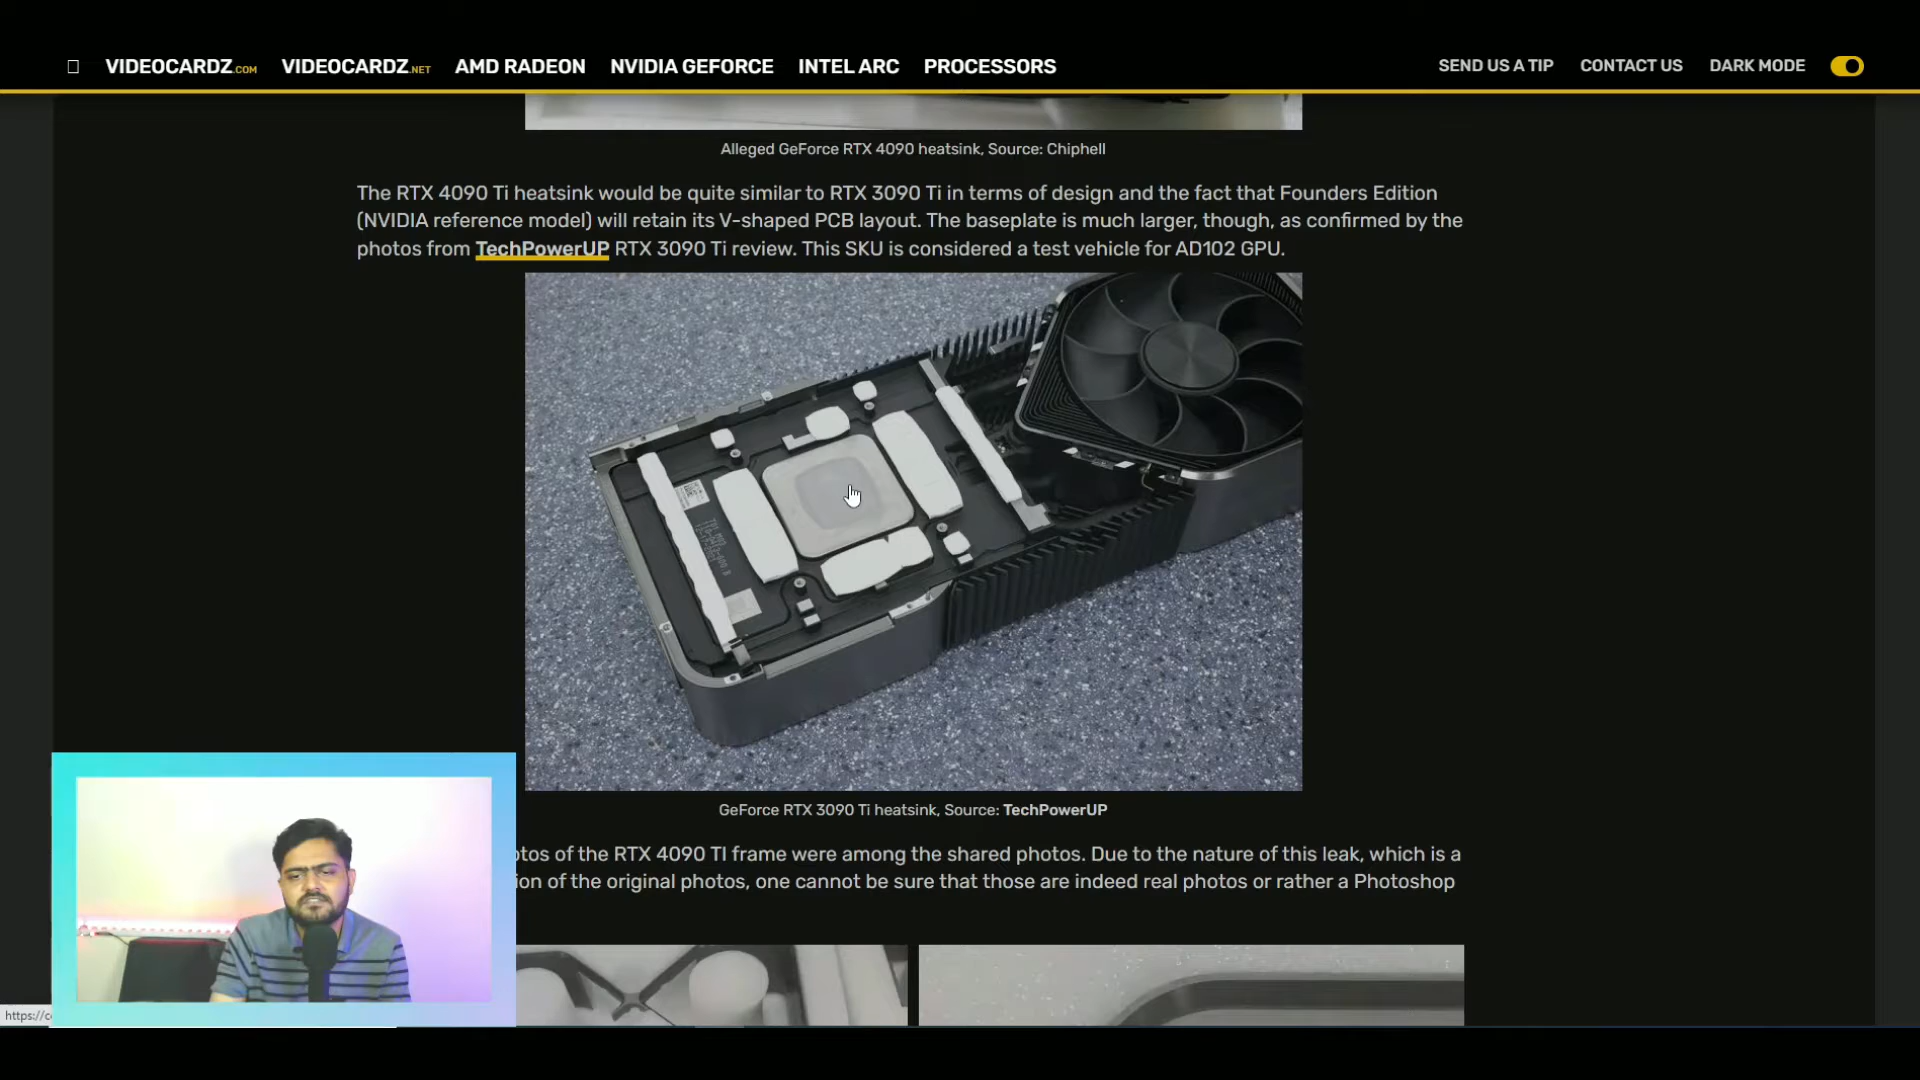 VIDEOCARDZ.COM VIDEOCARDZ.NET AMD RADEON NVIDIA GEFORCE INTEL ARC PROCESSORS SEND US A TIP CONTACT US DARK MODE
Alleged GeForce RTX 4090 heatsink, Source: Chiphell
The RTX 4090 Ti heatsink would be quite similar to RTX 3090 Ti in terms of design and the fact that Founders Edition
(NVIDIA reference model) will retain its V-shaped PCB layout. The baseplate is much larger, though, as confirmed by the
photos from TechPowerUP RTX 3090 Ti review. This SKU is considered a test vehicle for AD102 GPU.
GeForce RTX 3090 Ti heatsink, Source: TechPowerUP
otos of the RTX 4090 TI frame were among the shared photos. Due to the nature of this leak, which is a
ion of the original photos, one cannot be sure that those are indeed real photos or rather a Photoshop
https://c